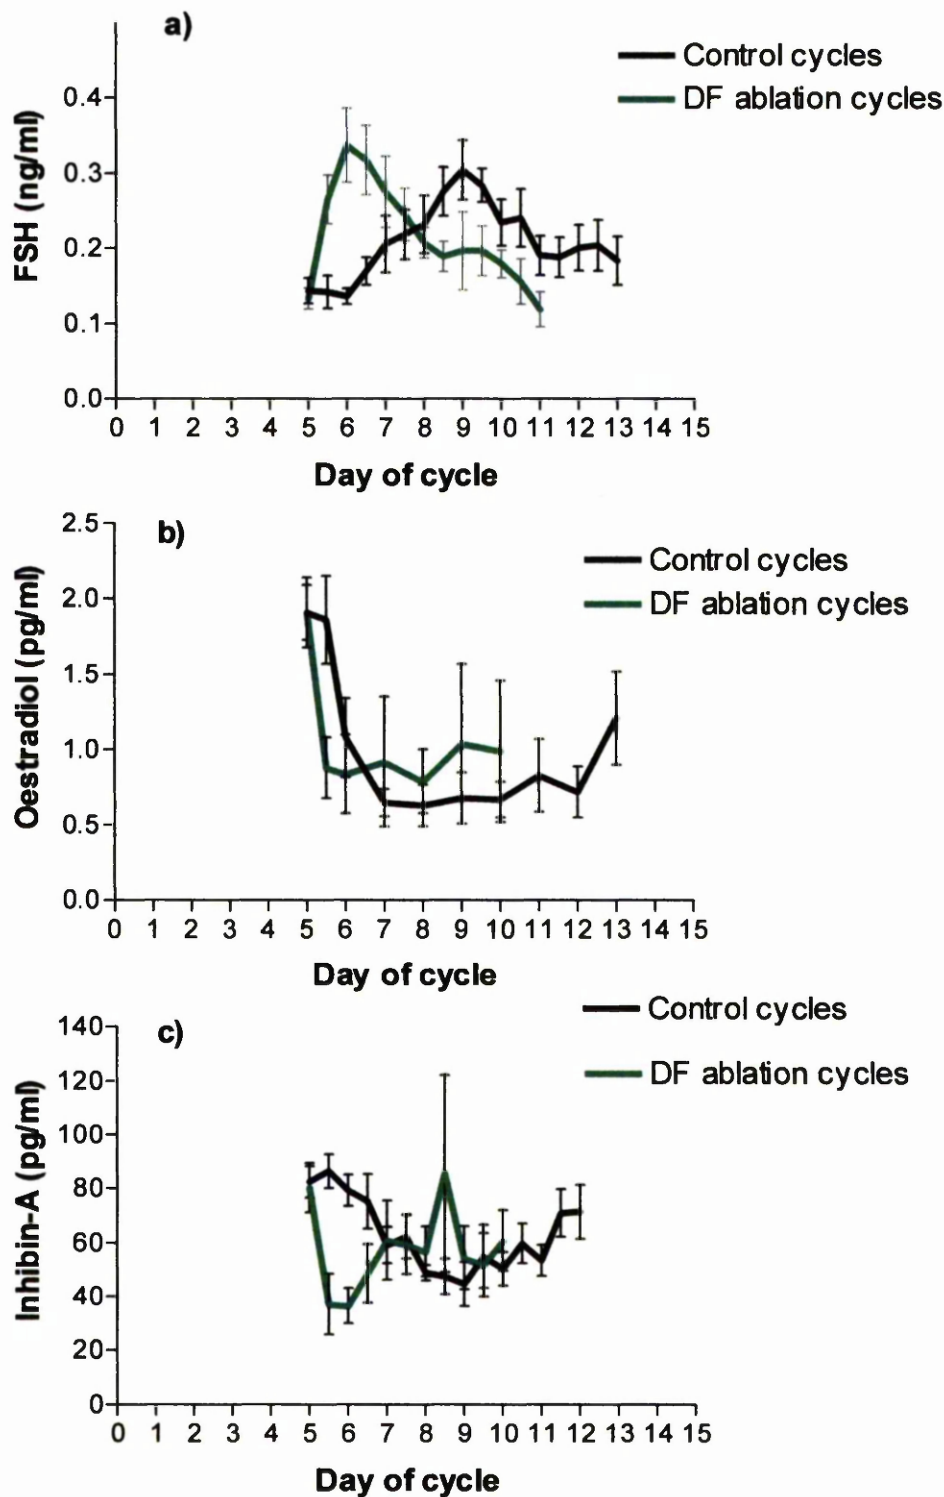 a)
Control cycles
DF ablation cycles
FSH (ng/ml)
0.4
0.3
0.2
0.1
0.0
0 1 2 3 4 5 6 7 8 9 10 11 12 13 14 15
Day of cycle
b)
Control cycles
DF ablation cycles
Oestradiol (pg/ml)
2.5
2.0
1.5
1.0
0.5
0.0
0 1 2 3 4 5 6 7 8 9 10 11 12 13 14 15
Day of cycle
c)
Control cycles
DF ablation cycles
Inhibin-A (pg/ml)
140
120
100
80
60
40
20
0
0 1 2 3 4 5 6 7 8 9 10 11 12 13 14 15
Day of cycle